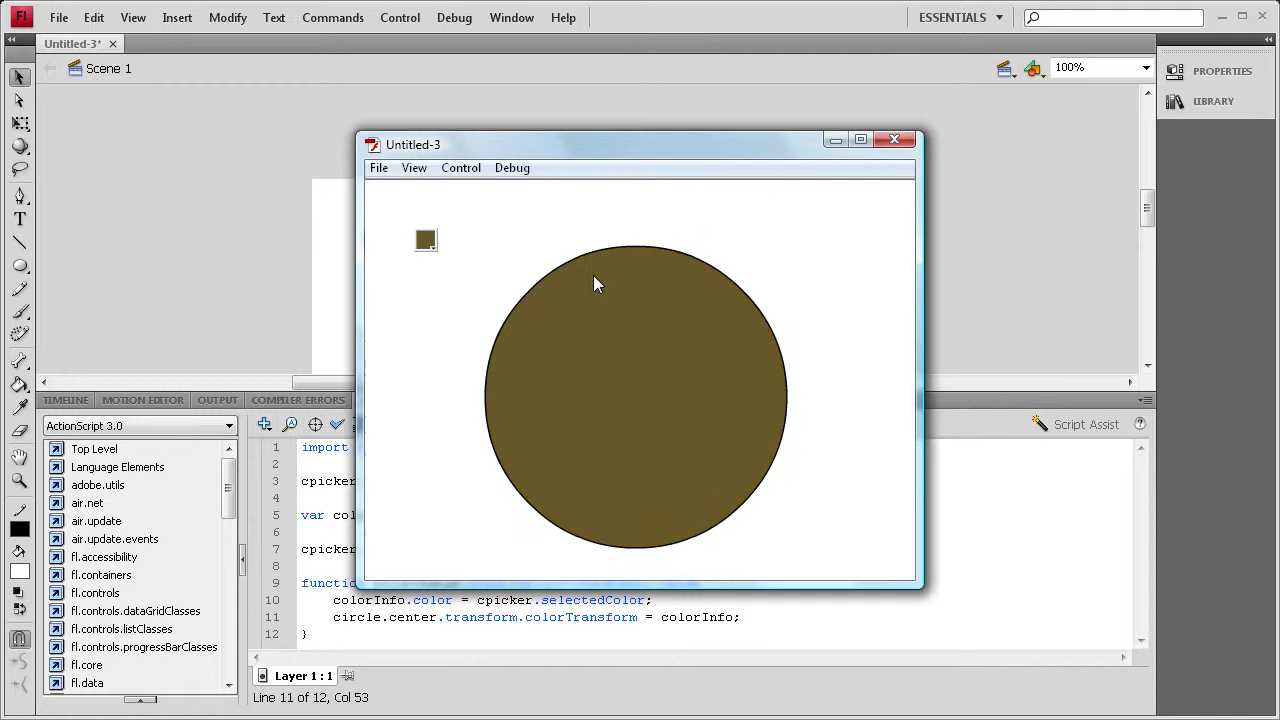 Fl File Edit View Insert Modify Text Commands Control Debug Window Help ESSENTIALS
Untitled-3*
Scene 1 100%
PROPERTIES
LIBRARY
Untitled-3
File View Control Debug
TIMELINE MOTION EDITOR OUTPUT COMPILER ERRORS
ActionScript 3.0
Script Assist
Top Level
Language Elements
adobe.utils
air.net
air.update
air.update.events
fl.accessibility
fl.containers
fl.controls
fl.controls.dataGridClasses
fl.controls.listClasses
fl.controls.progressBarClasses
fl.core
fl.data
1 import
2
3 cpicker
4
5 var col
6
7 cpicker
8
9 function
10 colorInfo.color = cpicker.selectedColor;
11 circle.center.transform.colorTransform = colorInfo;
12 }
Layer 1 : 1
Line 11 of 12, Col 53